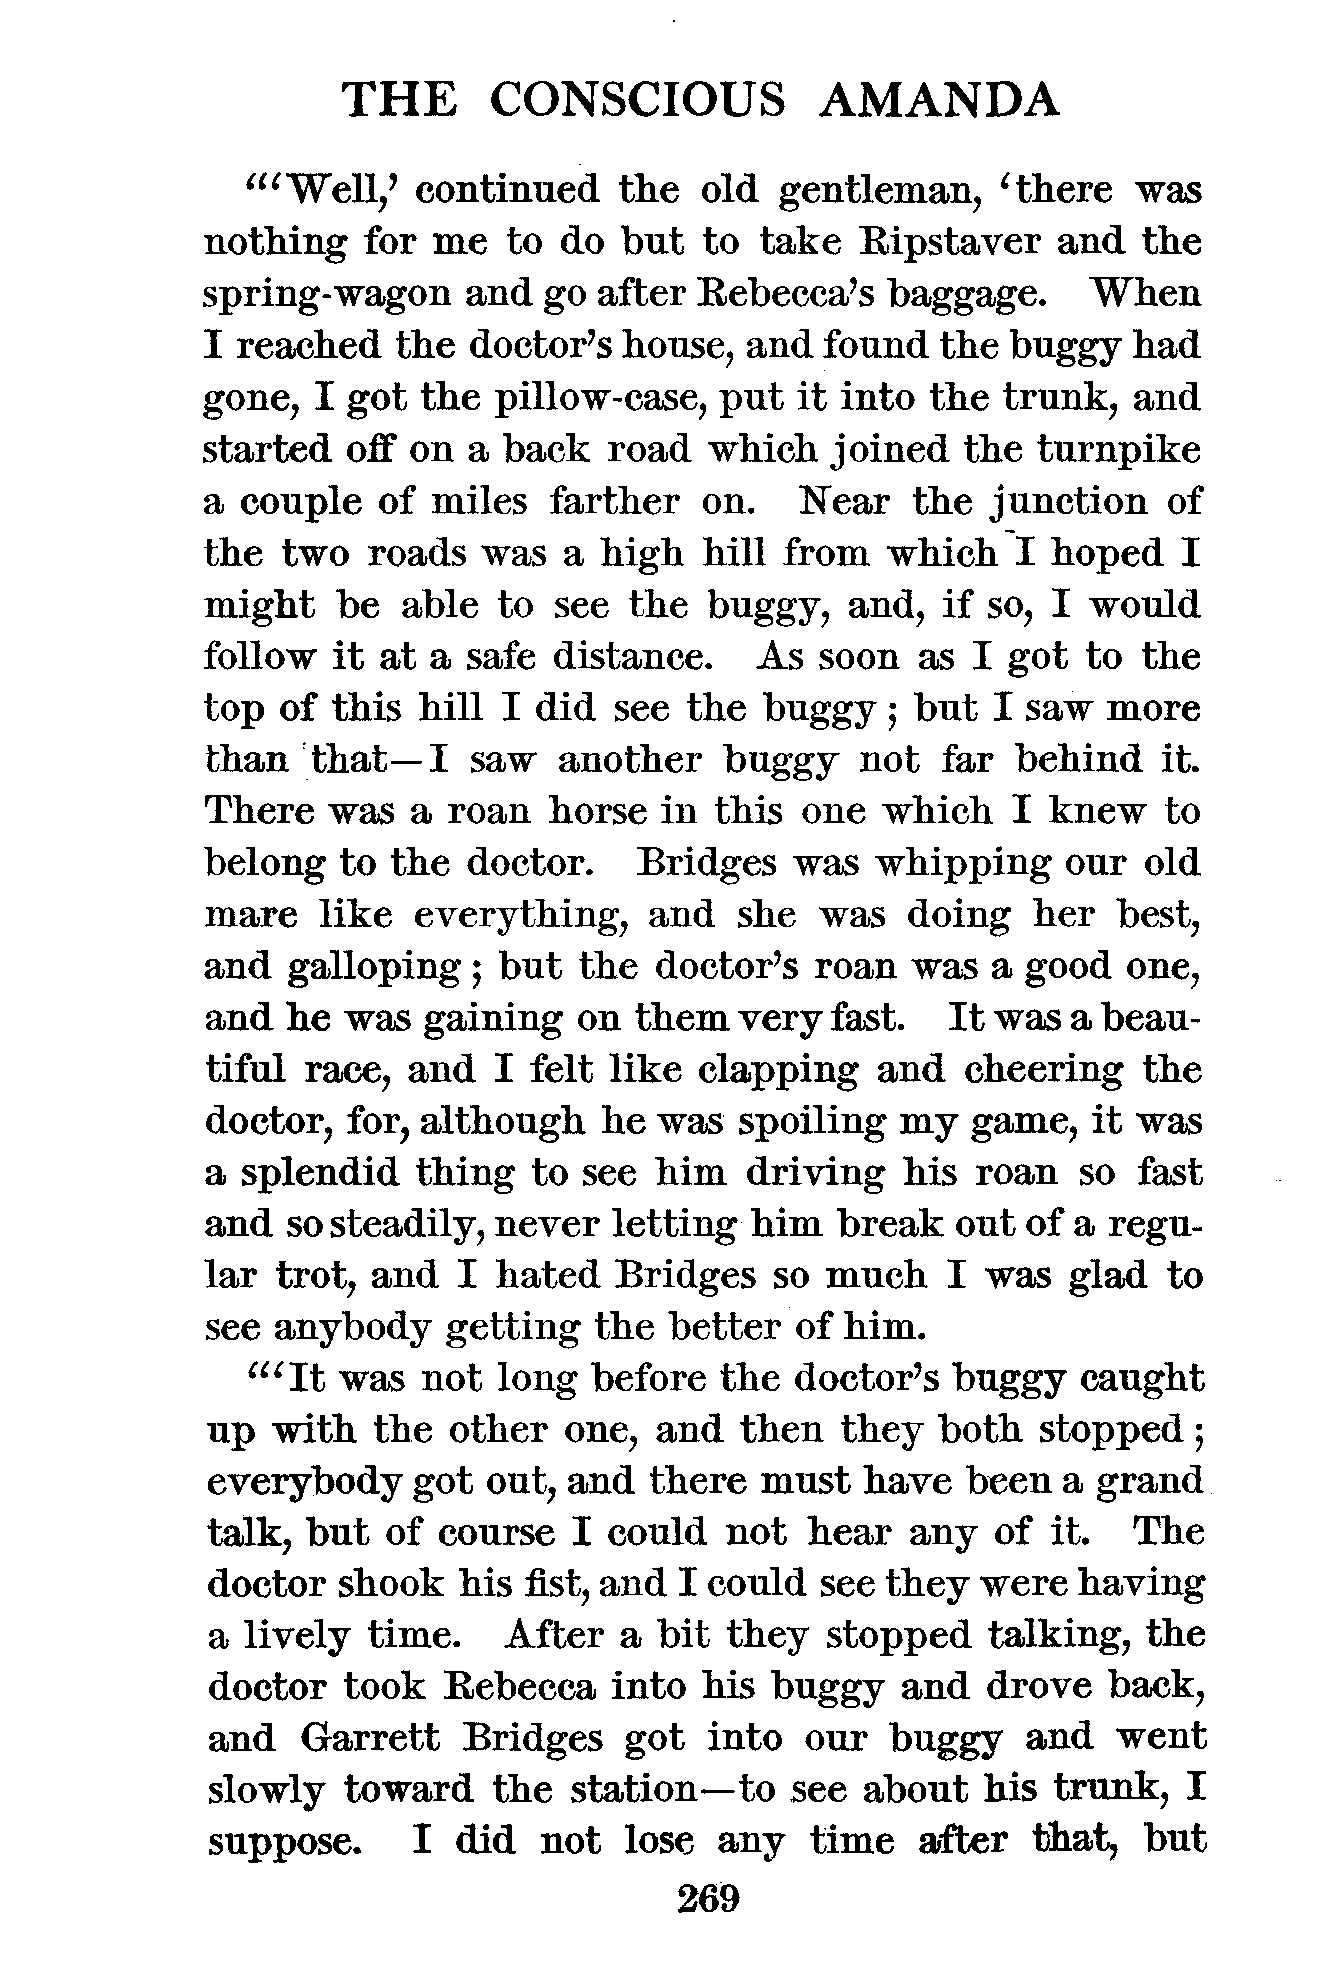 THE CONSCIOUS AMANDA
"'Well,' continued the old gentleman, 'there was
nothing for me to do but to take Ripstaver and the
spring-wagon and go after Rebecca's baggage. When
I reached the doctor's house, and found the buggy had
gone, I got the pillow-case, put it into the trunk, and
started off on a back road which joined the turnpike
a couple of miles farther on. Near the junction of
the two roads was a high hill from which I hoped I
might be able to see the buggy, and, if so, I would
follow it at a safe distance. As soon as I got to the
top of this hill I did see the buggy; but I saw more
than that—I saw another buggy not far behind it.
There was a roan horse in this one which I knew to
belong to the doctor. Bridges was whipping our old
mare like everything, and she was doing her best,
and galloping; but the doctor's roan was a good one,
and he was gaining on them very fast. It was a beau-
tiful race, and I felt like clapping and cheering the
doctor, for, although he was spoiling my game, it was
a splendid thing to see him driving his roan so fast
and so steadily, never letting him break out of a regu-
lar trot, and I hated Bridges so much I was glad to
see anybody getting the better of him.
"'It was not long before the doctor's buggy caught
up with the other one, and then they both stopped;
everybody got out, and there must have been a grand
talk, but of course I could not hear any of it. The
doctor shook his fist, and I could see they were having
a lively time. After a bit they stopped talking, the
doctor took Rebecca into his buggy and drove back,
and Garrett Bridges got into our buggy and went
slowly toward the station—to see about his trunk, I
suppose. I did not lose any time after that, but
269